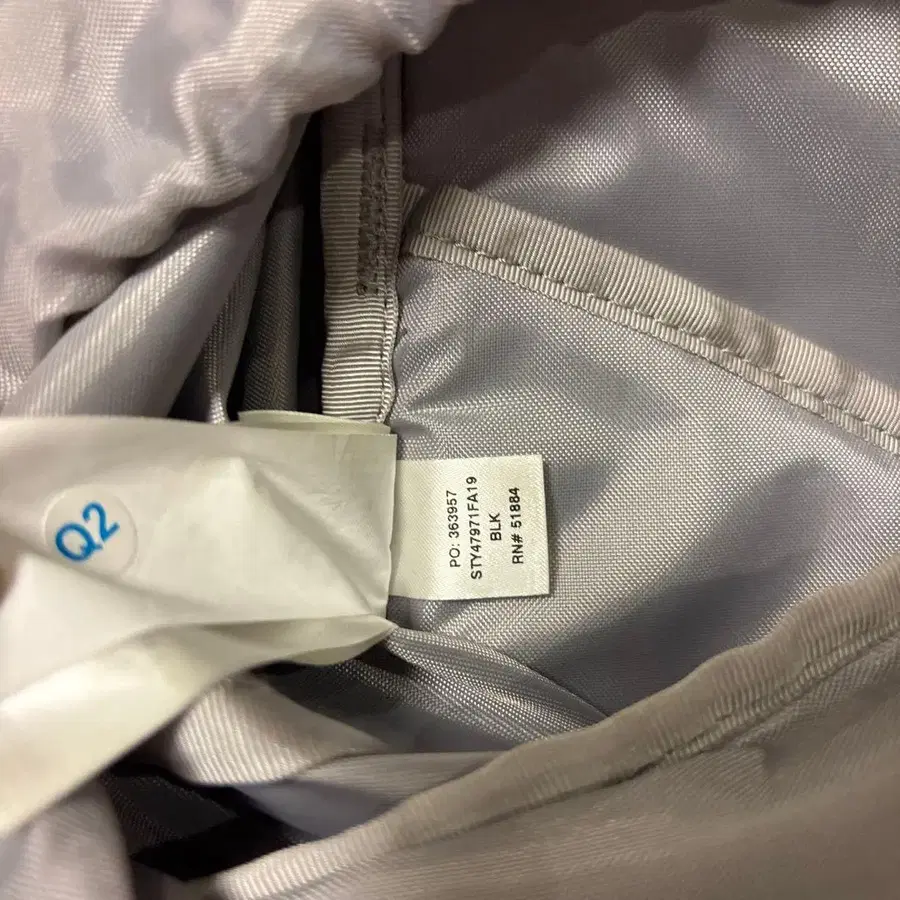 Q2
PO: 363957
STY47971FA19
BLK
RN# 51884